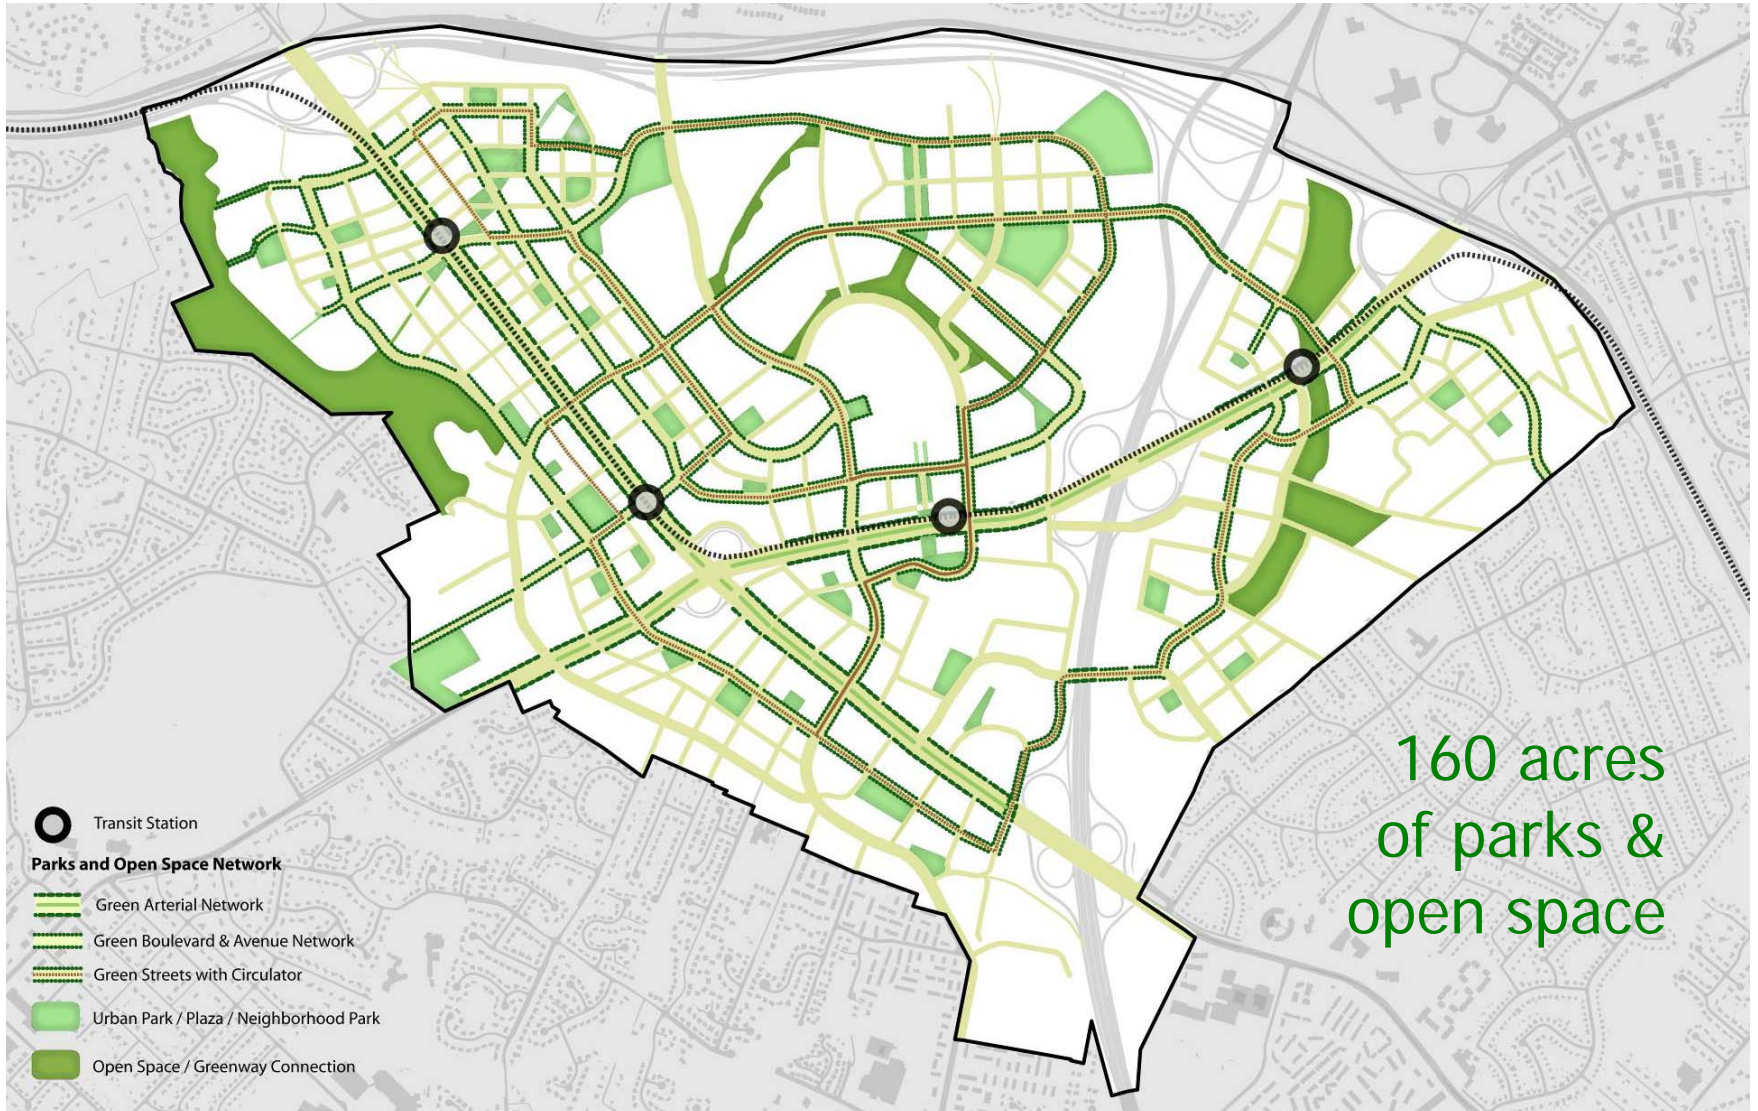 Transit Station
Parks and Open Space Network
Green Arterial Network
Green Boulevard & Avenue Network
Green Streets with Circulator
Urban Park / Plaza / Neighborhood Park
Open Space / Greenway Connection
160 acres
of parks &
open space